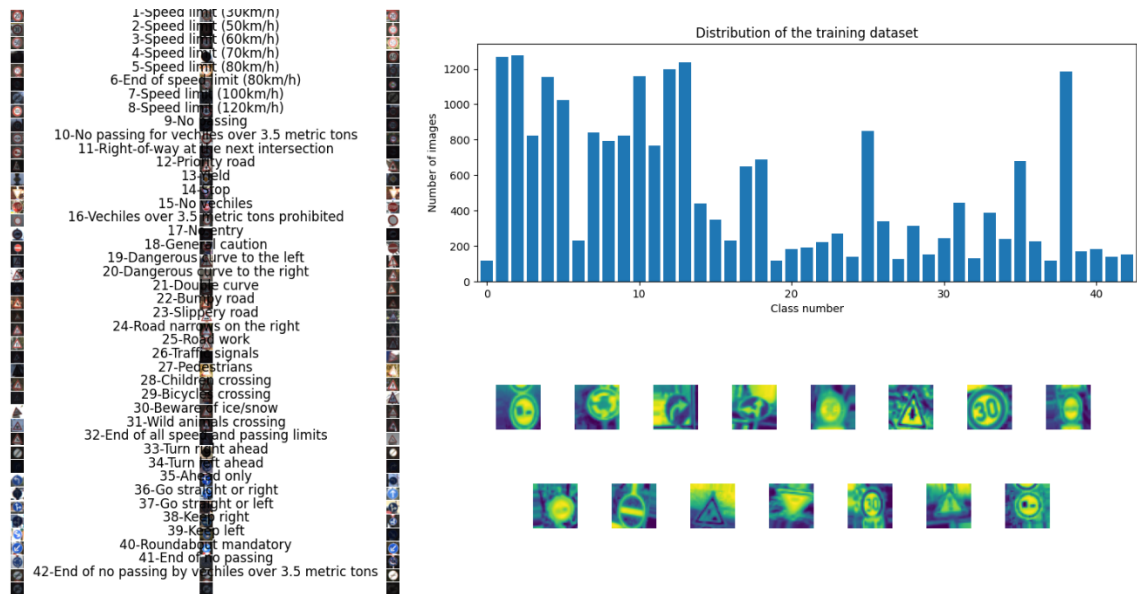 1-Speed limit (30km/h)
2-Speed limit (50km/h)
3-Speed limit (60km/h)
4-Speed limit (70km/h)
5-Speed limit (80km/h)
6-End of speed limit (80km/h)
7-Speed limit (100km/h)
8-Speed limit (120km/h)
9-No passing
10-No passing for vechiles over 3.5 metric tons
11-Right-of-way at the next intersection
12-Priority road
13-Yield
14-Stop
15-No vechiles
16-Vechiles over 3.5 metric tons prohibited
17-No entry
18-General caution
19-Dangerous curve to the left
20-Dangerous curve to the right
21-Double curve
22-Bumpy road
23-Slippery road
24-Road narrows on the right
25-Road work
26-Traffic signals
27-Pedestrians
28-Children crossing
29-Bicycles crossing
30-Beware of ice/snow
31-Wild animals crossing
32-End of all speed and passing limits
33-Turn right ahead
34-Turn left ahead
35-Ahead only
36-Go straight or right
37-Go straight or left
38-Keep right
39-Keep left
40-Roundabout mandatory
41-End of no passing
42-End of no passing by vechiles over 3.5 metric tons
Distribution of the training dataset
Number of images
1200
1000
800
600
400
200
0
0 10 20 30 40
Class number
30
30